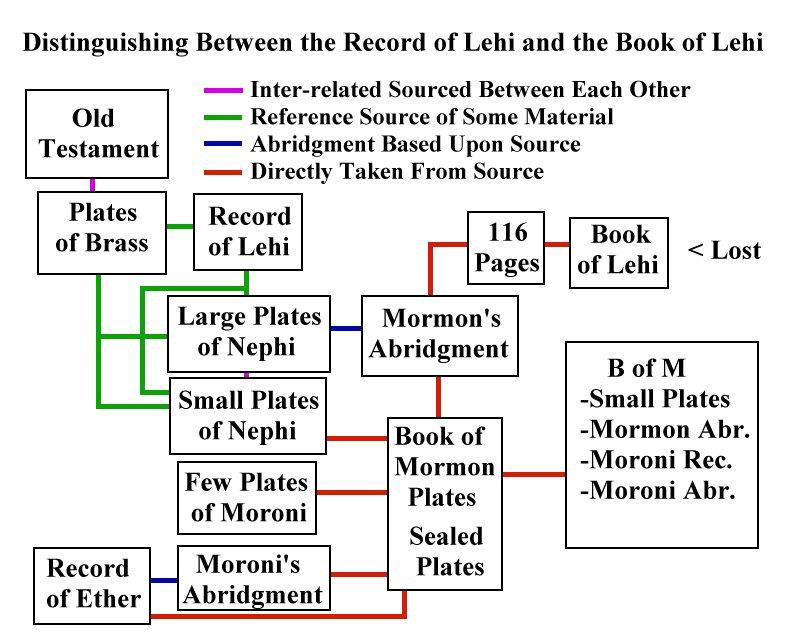 Distinguishing Between the Record of Lehi and the Book of Lehi
Inter-related Sourced Between Each Other
Reference Source of Some Material
Abridgment Based Upon Source
Directly Taken From Source
Old
Testament
Plates
of Brass
Record
of Lehi
116
Pages
Book
of Lehi
< Lost
Large Plates
of Nephi
Mormon's
Abridgment
Small Plates
of Nephi
B of M
-Small Plates
-Mormon Abr.
-Moroni Rec.
-Moroni Abr.
Book of
Mormon
Plates
Sealed
Plates
Few Plates
of Moroni
Record
of Ether
Moroni's
Abridgment